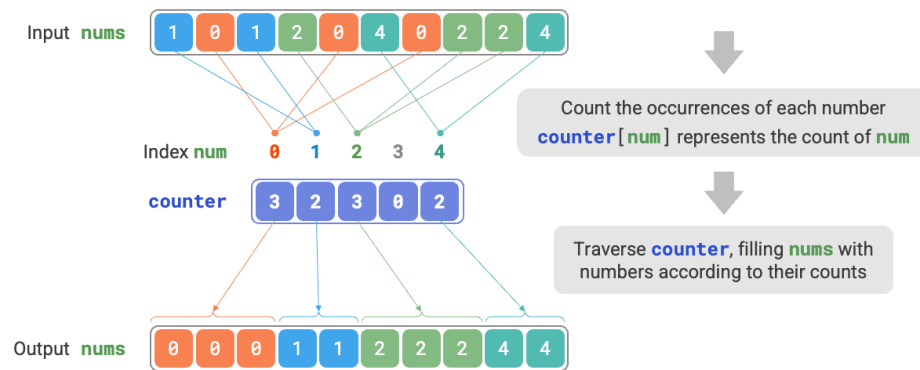 Input nums
1 0 1 2 0 4 0 2 2 4
Count the occurrences of each number
counter[num] represents the count of num
Index num 0 1 2 3 4
counter 3 2 3 0 2
Traverse counter, filling nums with
numbers according to their counts
Output nums 0 0 0 1 1 2 2 2 4 4